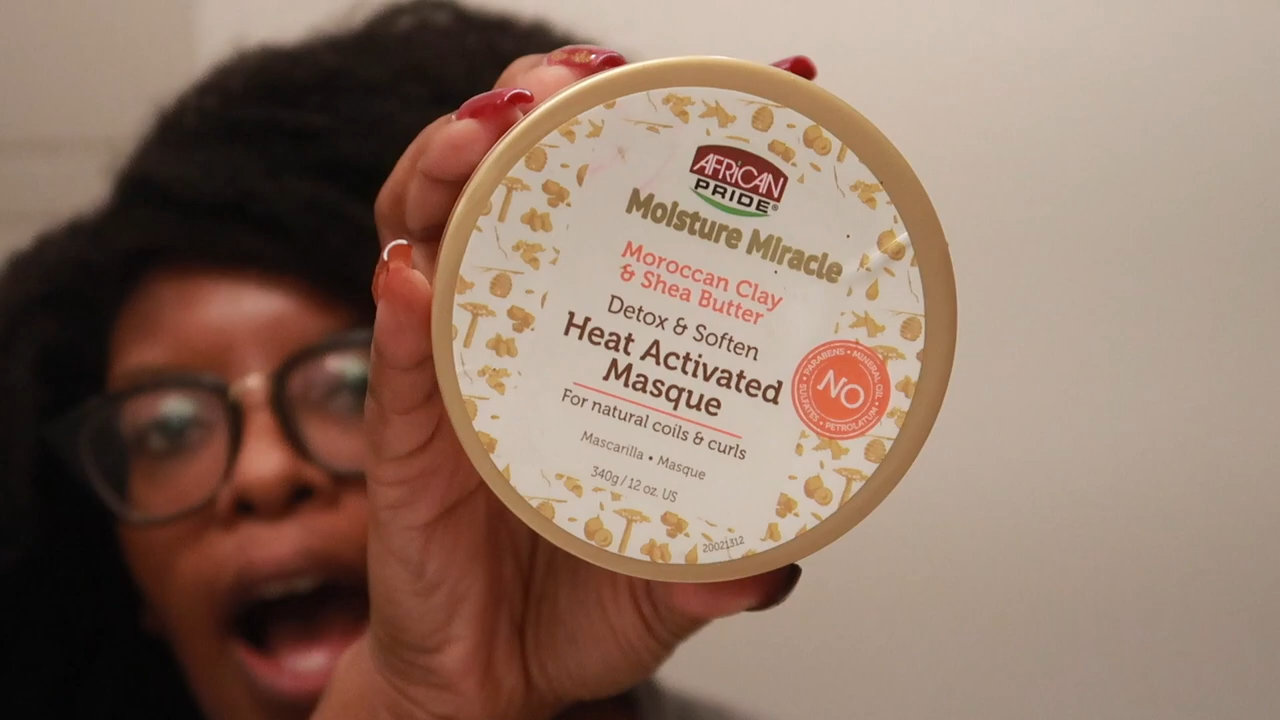 AFRICAN
PRIDE®
Moisture Miracle
Moroccan Clay
& Shea Butter
Detox & Soften
Heat Activated
Masque
For natural coils & curls
Mascarilla • Masque
340g / 12 oz. US
20021312
NO
PARABENS • MINERAL OIL • PETROLATUM • SULFATES •